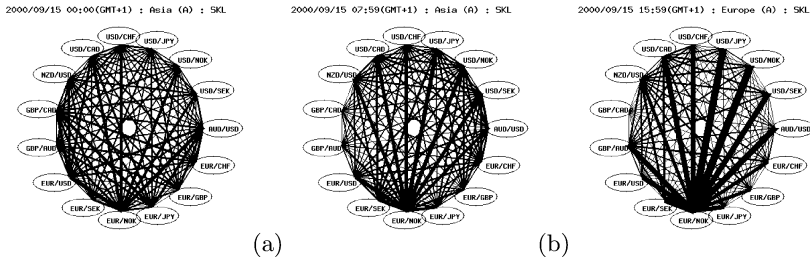 2000/09/15 00:00(GMT+1) : Asia (A) : SKL
USD/CHF
USD/JPY
USD/CAD
USD/NOK
NZD/USD
USD/SEK
GBP/CAD
AUD/USD
GBP/AUD
EUR/CHF
EUR/USD
EUR/GBP
EUR/SEK
EUR/JPY
EUR/NOK
(a)
2000/09/15 07:59(GMT+1) : Asia (A) : SKL
USD/CHF
USD/JPY
USD/CAD
USD/NOK
NZD/USD
USD/SEK
GBP/CAD
AUD/USD
GBP/AUD
EUR/CHF
EUR/USD
EUR/GBP
EUR/SEK
EUR/JPY
EUR/NOK
(b)
2000/09/15 15:59(GMT+1) : Europe (A) : SKL
USD/CHF
USD/JPY
USD/CAD
USD/NOK
NZD/USD
USD/SEK
GBP/CAD
AUD/USD
GBP/AUD
EUR/CHF
EUR/USD
EUR/GBP
EUR/SEK
EUR/JPY
EUR/NOK